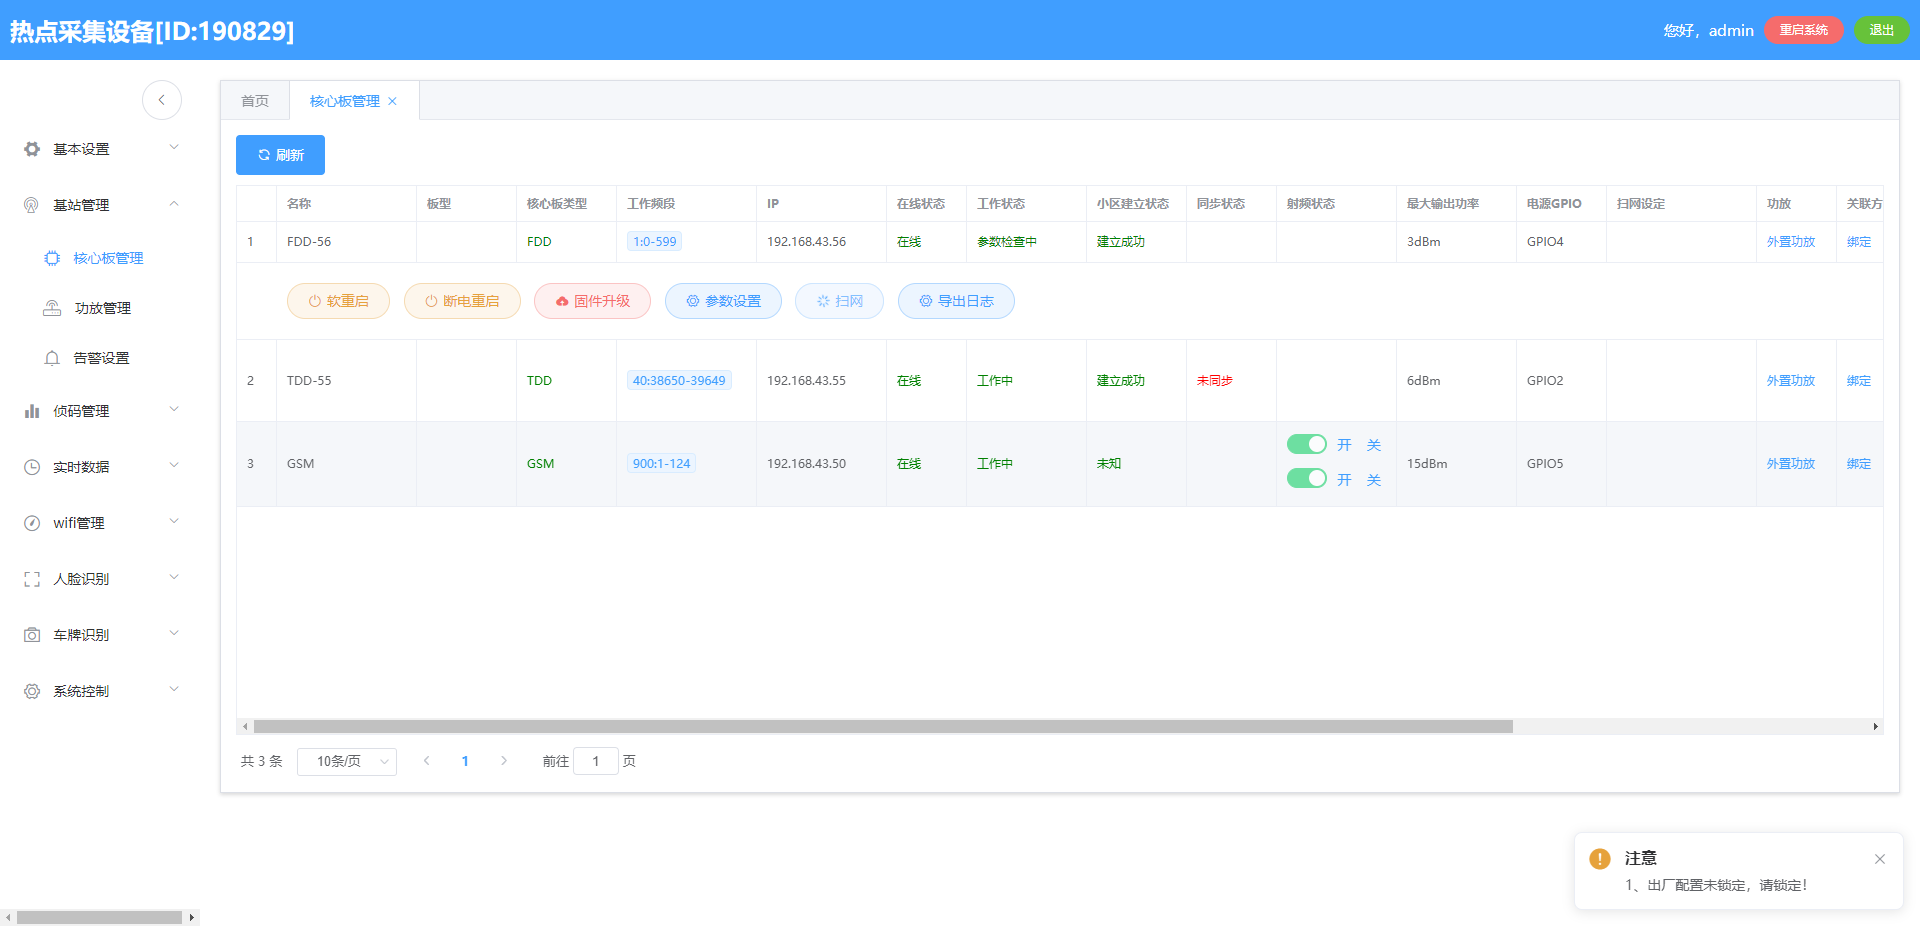 热点采集设备[ID:190829]
您好，admin 重启系统 退出
首页 核心板管理
基本设置
基站管理
核心板管理
功放管理
告警设置
侦码管理
实时数据
wifi管理
人脸识别
车牌识别
系统控制
刷新
名称 板型 核心板类型 工作频段 IP 在线状态 工作状态 小区建立状态 同步状态 射频状态 最大输出功率 电源GPIO 扫网设定 功放 关联方
1 FDD-56 FDD 1:0-599 192.168.43.56 在线 参数检查中 建立成功 3dBm GPIO4 外置功放 绑定
软重启 断电重启 固件升级 参数设置 扫网 导出日志
2 TDD-55 TDD 40:38650-39649 192.168.43.55 在线 工作中 建立成功 未同步 6dBm GPIO2 外置功放 绑定
3 GSM GSM 900:1-124 192.168.43.50 在线 工作中 未知 开 关 15dBm GPIO5 外置功放 绑定
开 关
共 3 条 10条/页 1 前往 1 页
注意
1、出厂配置未锁定，请锁定！